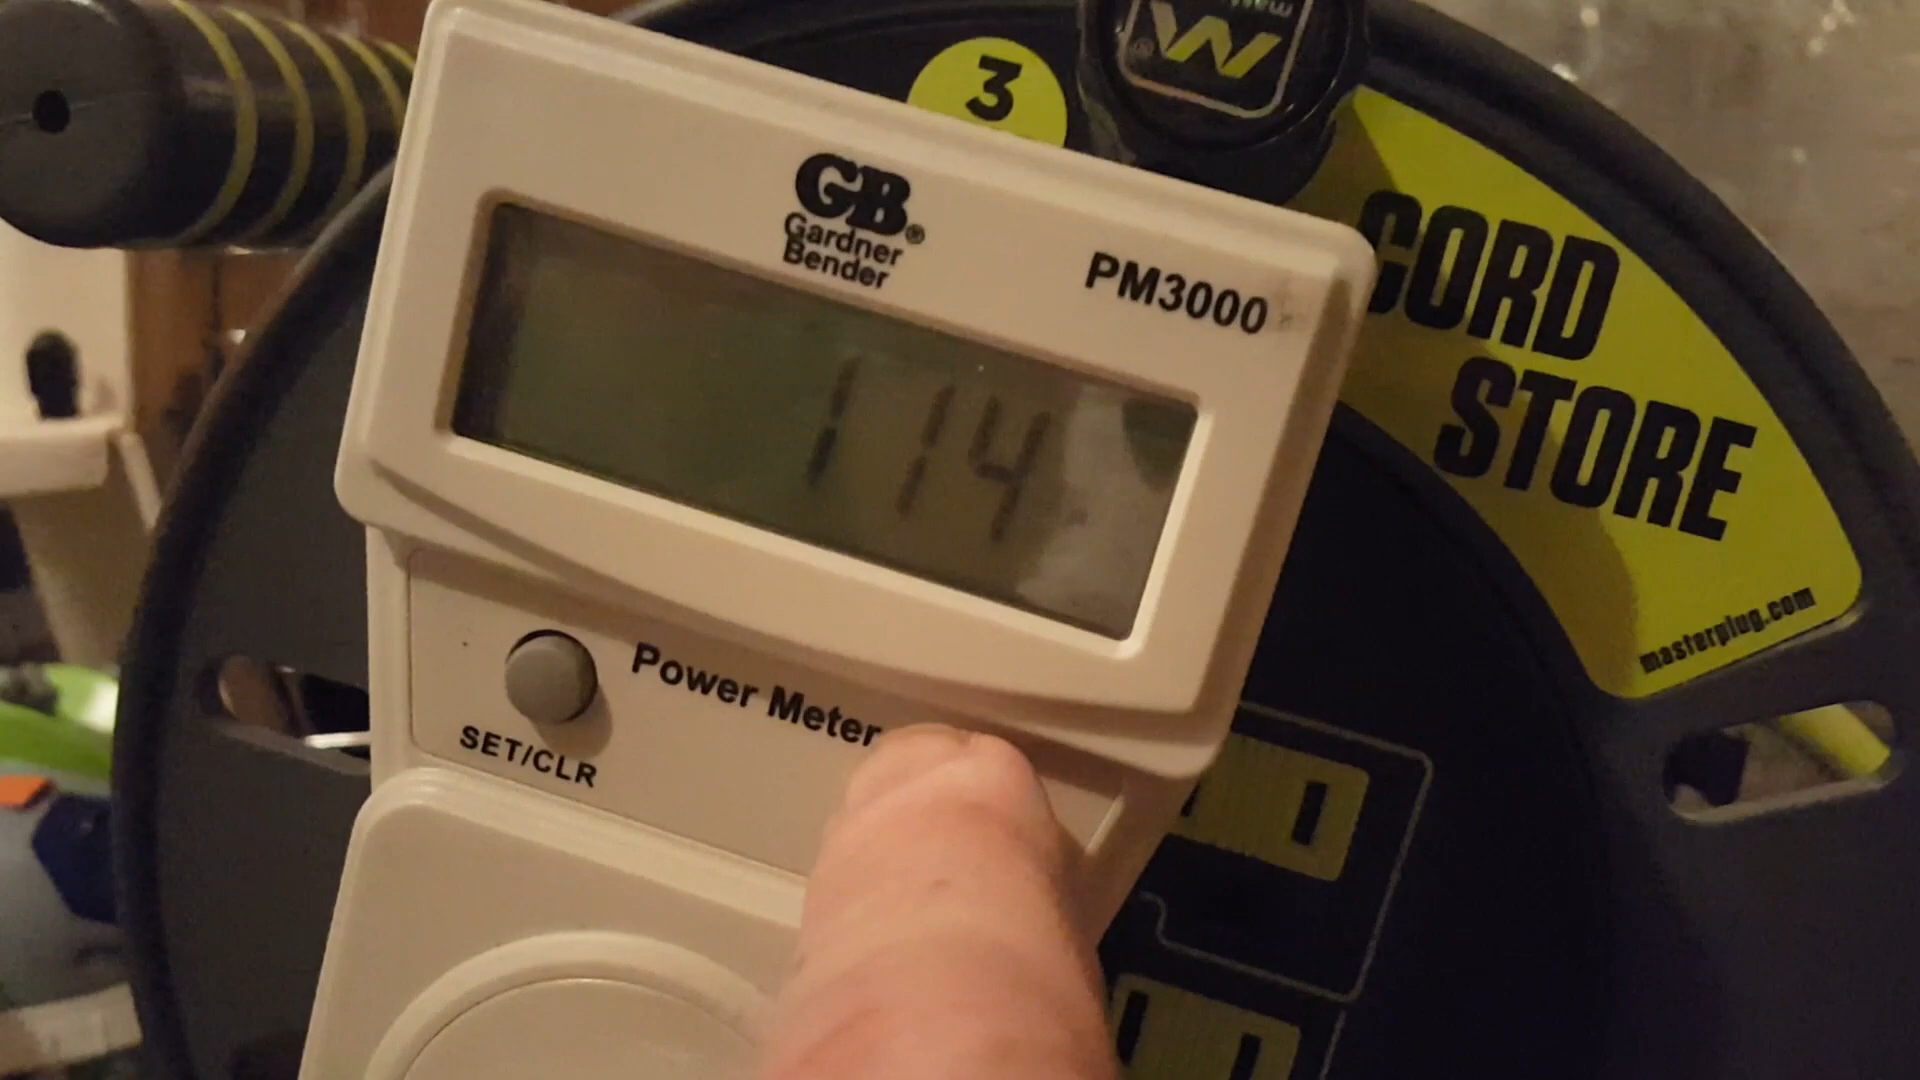 3
W
GB®
Gardner
Bender
PM3000
114
CORD
STORE
masterplug.com
Power Meter
SET/CLR